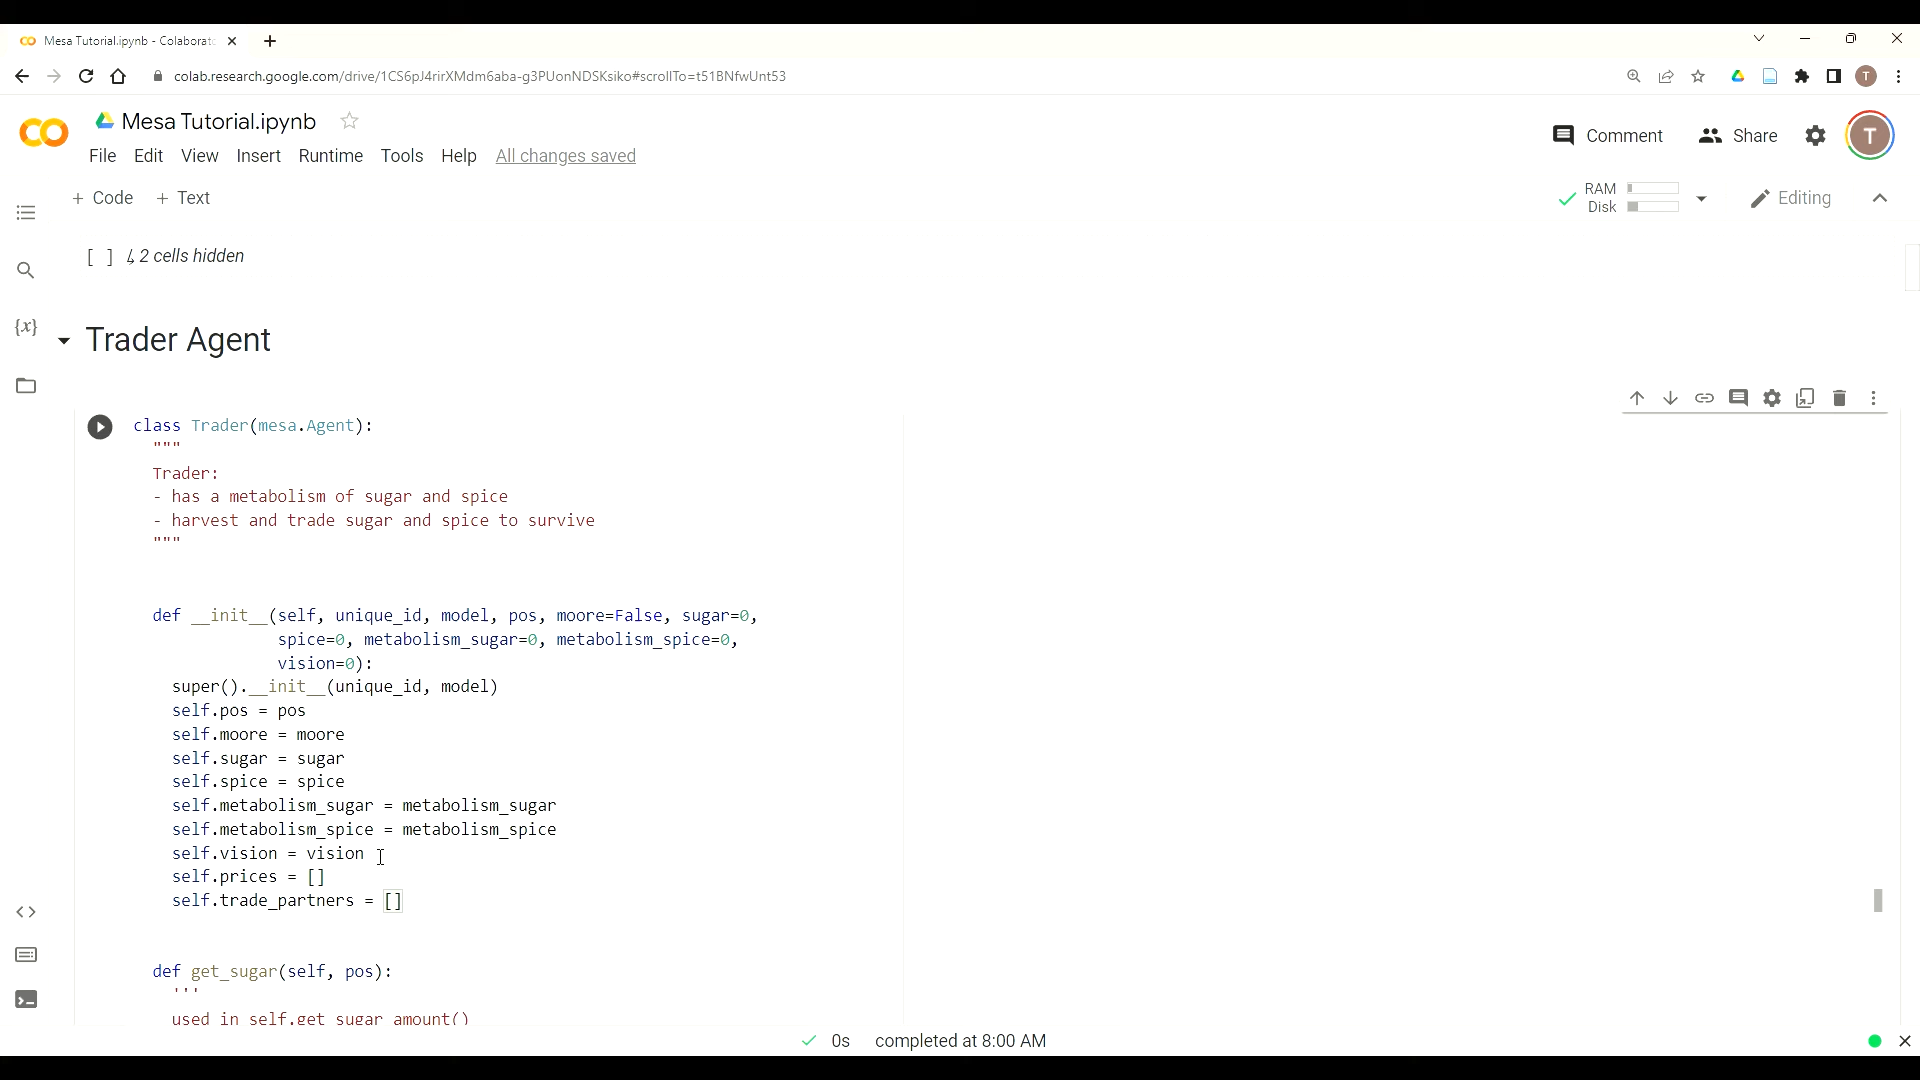 Mesa Tutorial.ipynb - Colaborat
colab.research.google.com/drive/1CS6pJ4rirXMdm6aba-g3PUonNDSKsiko#scrollTo=t51BNfwUnt53
T
Mesa Tutorial.ipynb
Comment
Share
T
File Edit View Insert Runtime Tools Help All changes saved
+ Code + Text
RAM
Disk
Editing
[ ] ↳ 2 cells hidden
{x}
Trader Agent
class Trader(mesa.Agent):
"""
Trader:
- has a metabolism of sugar and spice
- harvest and trade sugar and spice to survive
"""
def __init__(self, unique_id, model, pos, moore=False, sugar=0,
spice=0, metabolism_sugar=0, metabolism_spice=0,
vision=0):
super().__init__(unique_id, model)
self.pos = pos
self.moore = moore
self.sugar = sugar
self.spice = spice
self.metabolism_sugar = metabolism_sugar
self.metabolism_spice = metabolism_spice
self.vision = vision
self.prices = []
self.trade_partners = []
def get_sugar(self, pos):
'''
used in self.get_sugar_amount()
0s completed at 8:00 AM